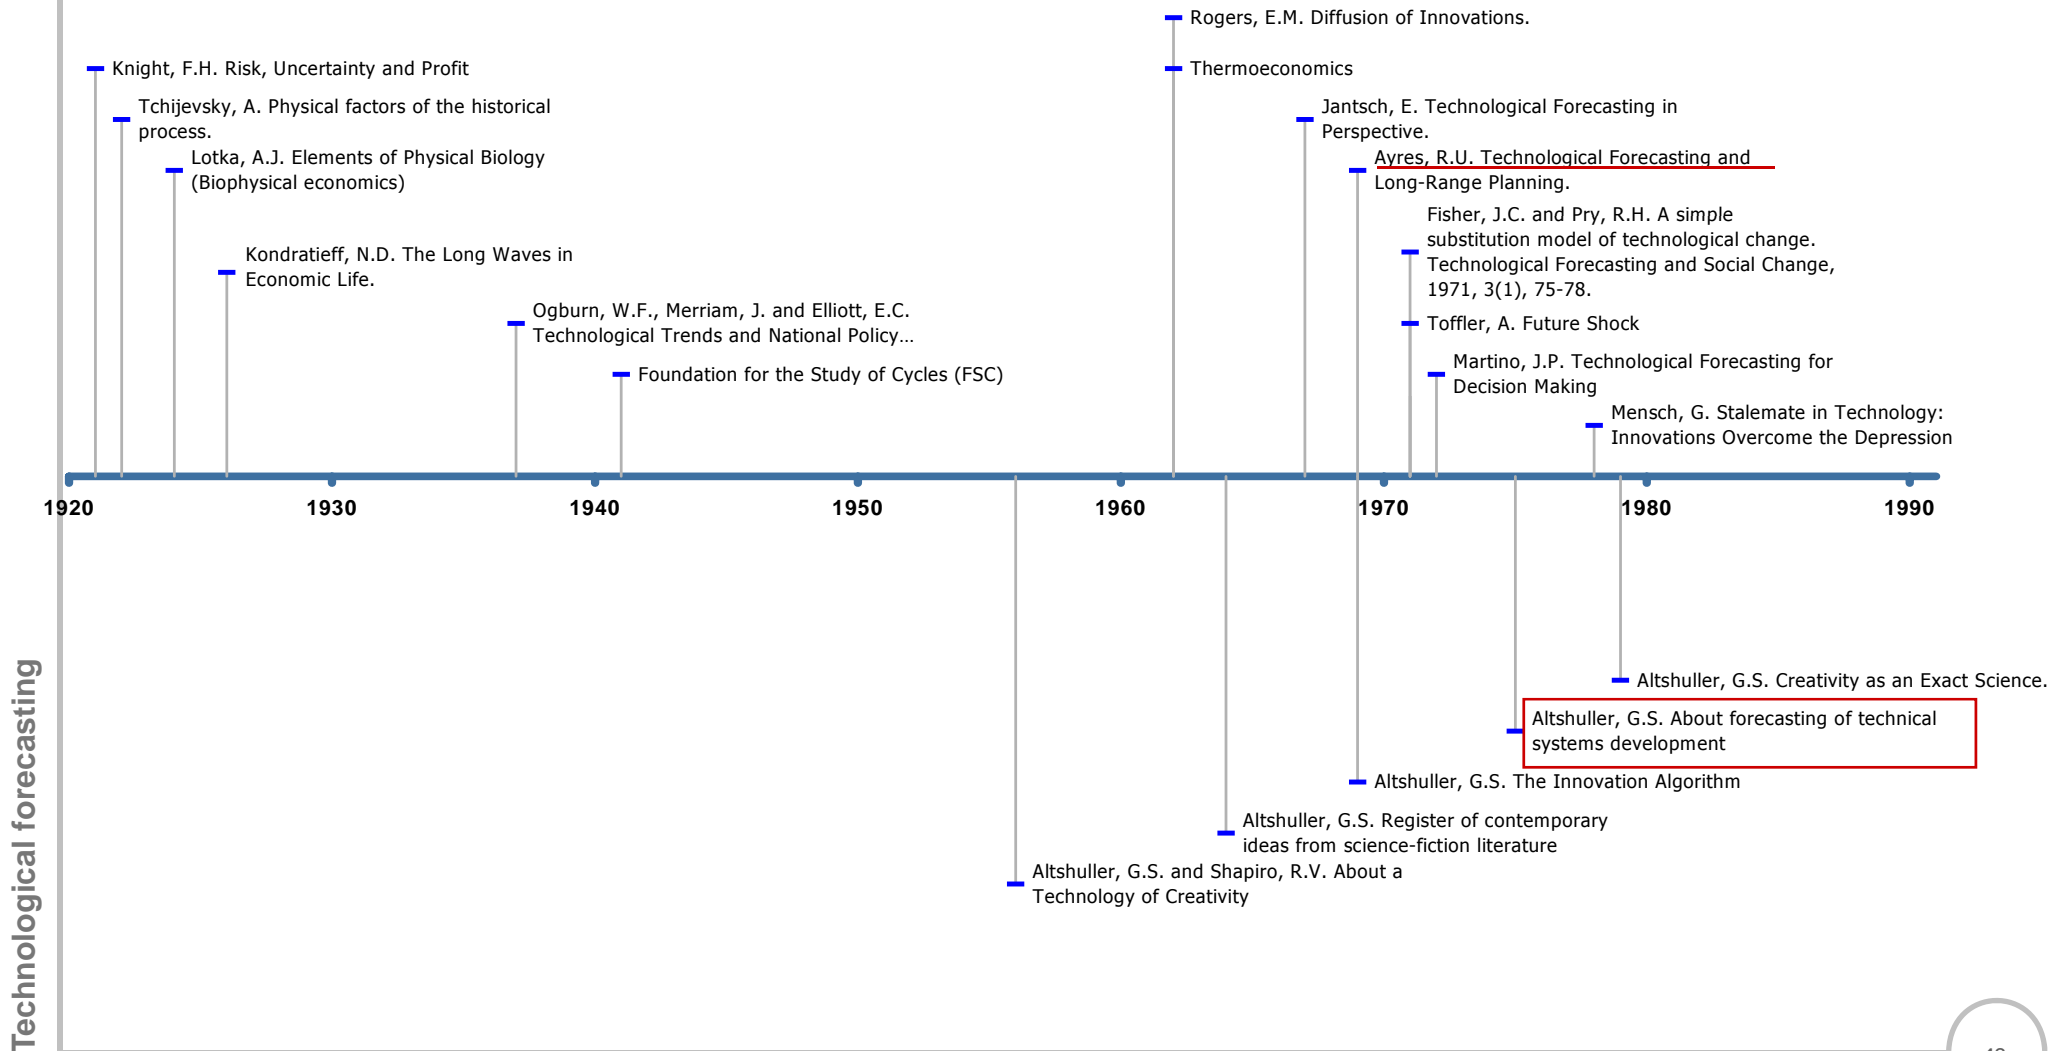 Rogers, E.M. Diffusion of Innovations.
Knight, F.H. Risk, Uncertainty and Profit
Thermoeconomics
Tchijevsky, A. Physical factors of the historical
process.
Jantsch, E. Technological Forecasting in
Perspective.
Lotka, A.J. Elements of Physical Biology
(Biophysical economics)
Ayres, R.U. Technological Forecasting and
Long-Range Planning.
Fisher, J.C. and Pry, R.H. A simple
substitution model of technological change.
Technological Forecasting and Social Change,
1971, 3(1), 75-78.
Kondratieff, N.D. The Long Waves in
Economic Life.
Ogburn, W.F., Merriam, J. and Elliott, E.C.
Technological Trends and National Policy...
Toffler, A. Future Shock
Foundation for the Study of Cycles (FSC)
Martino, J.P. Technological Forecasting for
Decision Making
Mensch, G. Stalemate in Technology:
Innovations Overcome the Depression
1920 1930 1940 1950 1960 1970 1980 1990
Altshuller, G.S. Creativity as an Exact Science.
Altshuller, G.S. About forecasting of technical
systems development
Altshuller, G.S. The Innovation Algorithm
Altshuller, G.S. Register of contemporary
ideas from science-fiction literature
Altshuller, G.S. and Shapiro, R.V. About a
Technology of Creativity
Technological forecasting